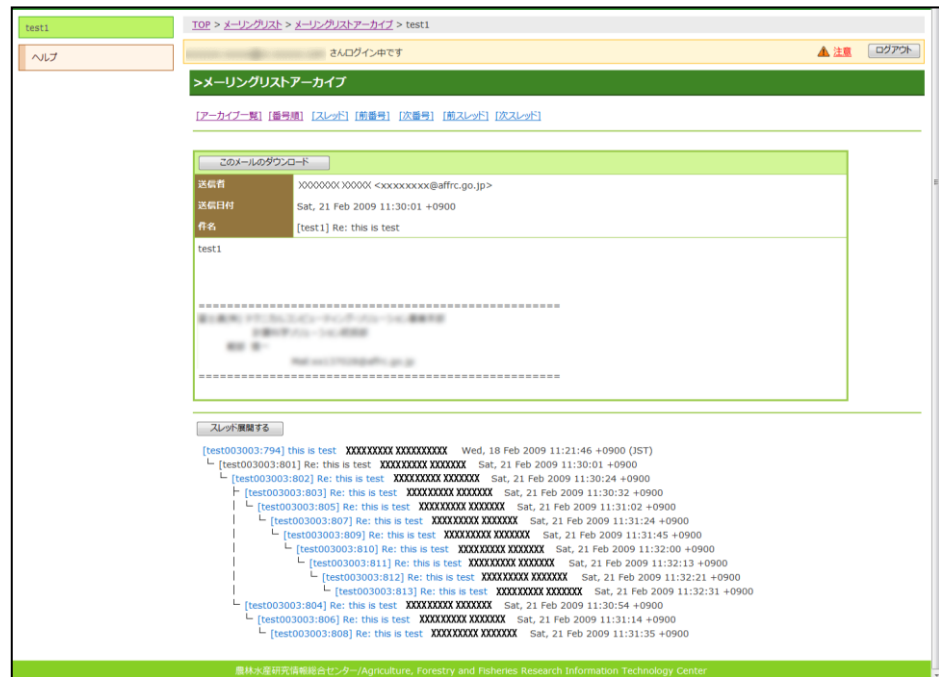 test1
ヘルプ
TOP > メーリングリスト > メーリングリストアーカイブ > test1
さんログイン中です
注意
ログアウト
>メーリングリストアーカイブ
[アーカイブ一覧] [番号順] [スレッド] [前番号] [次番号] [前スレッド] [次スレッド]
このメールのダウンロード
送信者 XXXXXXX XXXXX <xxxxxxxx@affrc.go.jp>
送信日付 Sat, 21 Feb 2009 11:30:01 +0900
件名 [test1] Re: this is test
test1
====================================================
====================================================
スレッド展開する
[test003003:794] this is test XXXXXXXXX XXXXXXXXXX Wed, 18 Feb 2009 11:21:46 +0900 (JST)
[test003003:801] Re: this is test XXXXXXXXX XXXXXXX Sat, 21 Feb 2009 11:30:01 +0900
[test003003:802] Re: this is test XXXXXXXXX XXXXXXX Sat, 21 Feb 2009 11:30:24 +0900
[test003003:803] Re: this is test XXXXXXXXX XXXXXXX Sat, 21 Feb 2009 11:30:32 +0900
[test003003:805] Re: this is test XXXXXXXXX XXXXXXX Sat, 21 Feb 2009 11:31:02 +0900
[test003003:807] Re: this is test XXXXXXXXX XXXXXXX Sat, 21 Feb 2009 11:31:24 +0900
[test003003:809] Re: this is test XXXXXXXXX XXXXXXX Sat, 21 Feb 2009 11:31:45 +0900
[test003003:810] Re: this is test XXXXXXXXX XXXXXXX Sat, 21 Feb 2009 11:32:00 +0900
[test003003:811] Re: this is test XXXXXXXXX XXXXXXX Sat, 21 Feb 2009 11:32:13 +0900
[test003003:812] Re: this is test XXXXXXXXX XXXXXXX Sat, 21 Feb 2009 11:32:21 +0900
[test003003:813] Re: this is test XXXXXXXXX XXXXXXX Sat, 21 Feb 2009 11:32:31 +0900
[test003003:804] Re: this is test XXXXXXXXX XXXXXXX Sat, 21 Feb 2009 11:30:54 +0900
[test003003:806] Re: this is test XXXXXXXXX XXXXXXX Sat, 21 Feb 2009 11:31:14 +0900
[test003003:808] Re: this is test XXXXXXXXX XXXXXXX Sat, 21 Feb 2009 11:31:35 +0900
農林水産研究情報総合センター/Agriculture, Forestry and Fisheries Research Information Technology Center